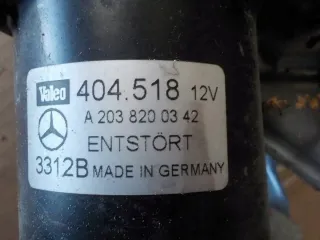 Valeo 404.518 12V
A 203 820 03 42
ENTSTÖRT
3312B MADE IN GERMANY